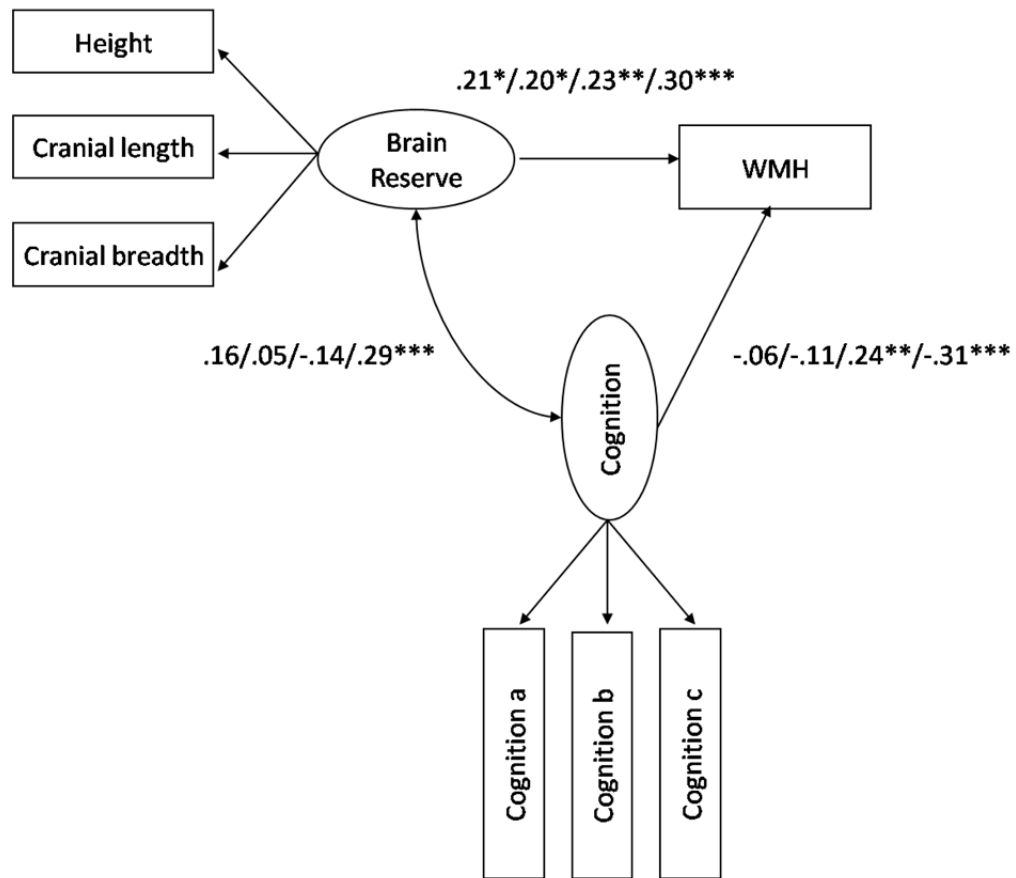 Height
.21*/.20*/.23**/.30***
Cranial length
Brain
Reserve
WMH
Cranial breadth
.16/.05/-.14/.29***
-.06/-.11/.24**/-.31***
Cognition
Cognition a
Cognition b
Cognition c